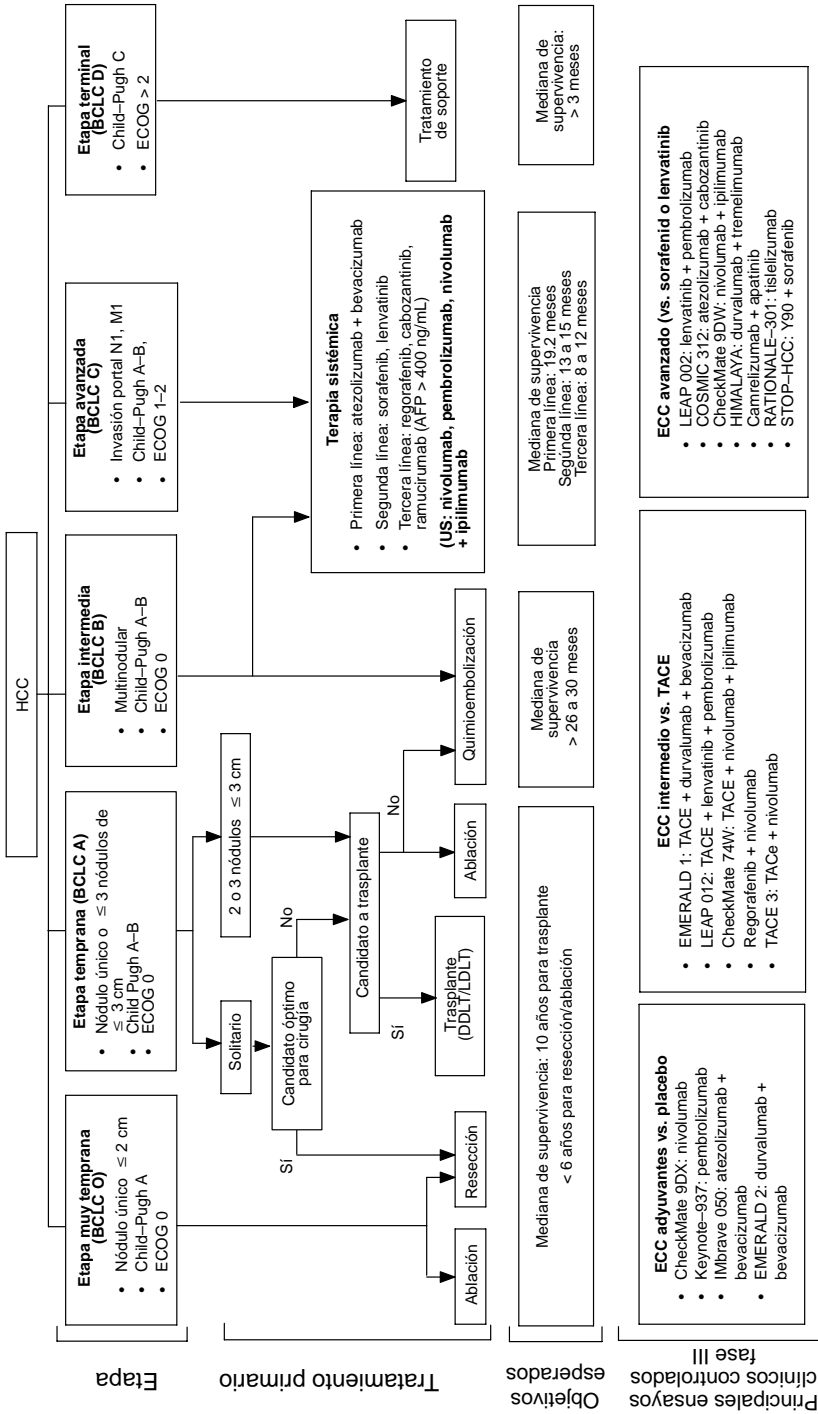 HCC
Etapa
Etapa muy temprana
(BCLC O)
• Nódulo único ≤ 2 cm
• Child–Pugh A
• ECOG 0
Etapa temprana (BCLC A)
• Nódulo único o ≤ 3 nódulos de
≤ 3 cm
• Child Pugh A–B
• ECOG 0
Etapa intermedia
(BCLC B)
• Multinodular
• Child–Pugh A–B
• ECOG 0
Etapa avanzada
(BCLC C)
• Invasión portal N1, M1
• Child–Pugh A–B,
• ECOG 1–2
Etapa terminal
(BCLC D)
• Child–Pugh C
• ECOG > 2
Tratamiento primario
Solitario
2 o 3 nódulos ≤ 3 cm
Candidato óptimo
para cirugía
Sí
No
Candidato a trasplante
Sí
No
Ablación
Resección
Trasplante
(DDLT/LDLT)
Ablación
Quimioembolización
Terapia sistémica
• Primera línea: atezolizumab + bevacizumab
• Segunda línea: sorafenib, lenvatinib
• Tercera línea: regorafenib, cabozantinib,
ramucirumab (AFP > 400 ng/mL)
(US: nivolumab, pembrolizumab, nivolumab
+ ipilimumab
Tratamiento
de soporte
Objetivos
esperados
Mediana de supervivencia: 10 años para trasplante
< 6 años para resección/ablación
Mediana de
supervivencia
> 26 a 30 meses
Mediana de supervivencia
Primera línea: 19.2 meses
Segúnda línea: 13 a 15 meses
Tercera línea: 8 a 12 meses
Mediana de
supervivencia:
> 3 meses
Principales ensayos
clínicos controlados
fase III
ECC adyuvantes vs. placebo
• CheckMate 9DX: nivolumab
• Keynote–937: pembrolizumab
• IMbrave 050: atezolizumab +
bevacizumab
• EMERALD 2: durvalumab +
bevacizumab
ECC intermedio vs. TACE
• EMERALD 1: TACE + durvalumab + bevacizumab
• LEAP 012: TACE + lenvatinib + pembrolizumab
• CheckMate 74W: TACE + nivolumab + ipilimumab
• Regorafenib + nivolumab
• TACE 3: TACe + nivolumab
ECC avanzado (vs. sorafenid o lenvatinib
• LEAP 002: lenvatinib + pembrolizumab
• COSMIC 312: atezolizumab + cabozantinib
• CheckMate 9DW: nivolumab + ipilimumab
• HIMALAYA: durvalumab + tremelimumab
• Camrelizumab + apatinib
• RATIONALE–301: tislelizumab
• STOP–HCC: Y90 + sorafenib